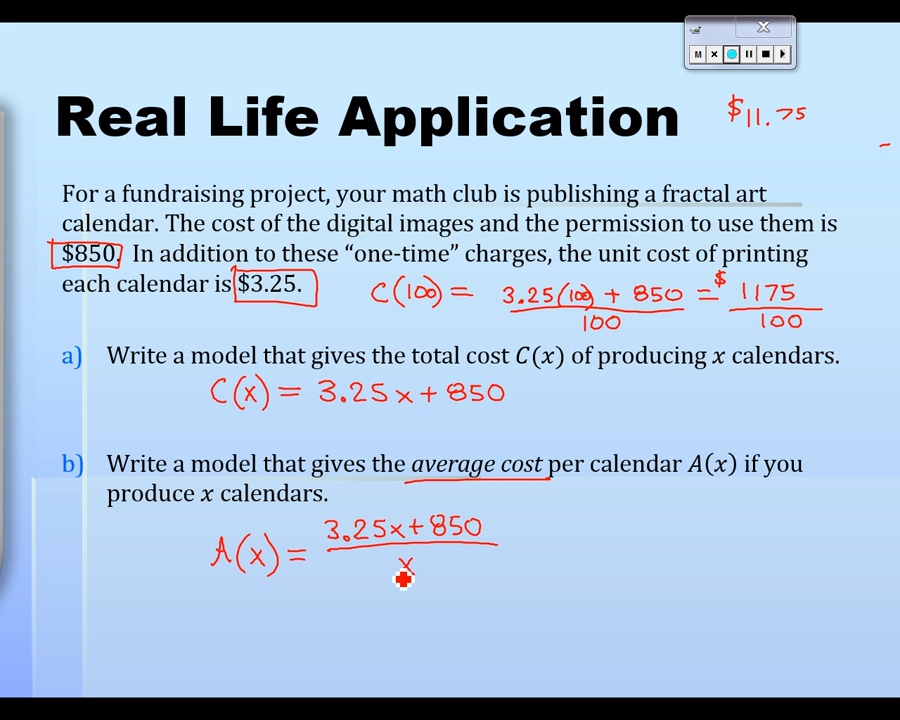 M
Real Life Application
$11.75
For a fundraising project, your math club is publishing a fractal art
calendar. The cost of the digital images and the permission to use them is
$850. In addition to these “one-time” charges, the unit cost of printing
each calendar is $3.25.
C(100) = 3.25(100) + 850 / 100 = $1175 / 100
a) Write a model that gives the total cost C(x) of producing x calendars.
C(x) = 3.25x + 850
b) Write a model that gives the average cost per calendar A(x) if you
produce x calendars.
A(x) = 3.25x + 850 / x